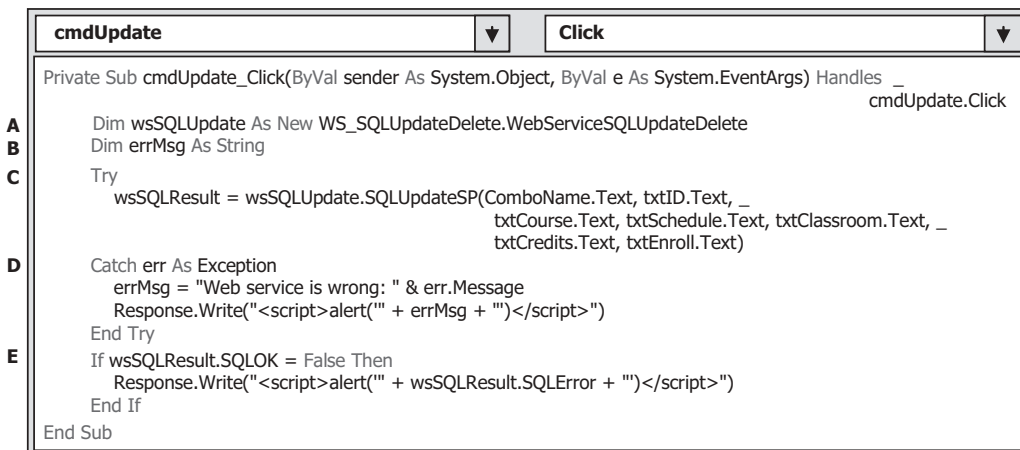 cmdUpdate Click
Private Sub cmdUpdate_Click(ByVal sender As System.Object, ByVal e As System.EventArgs) Handles _
cmdUpdate.Click
A Dim wsSQLUpdate As New WS_SQLUpdateDelete.WebServiceSQLUpdateDelete
B Dim errMsg As String
C Try
wsSQLResult = wsSQLUpdate.SQLUpdateSP(ComboName.Text, txtID.Text, _
txtCourse.Text, txtSchedule.Text, txtClassroom.Text, _
txtCredits.Text, txtEnroll.Text)
D Catch err As Exception
errMsg = "Web service is wrong: " & err.Message
Response.Write("<script>alert('" + errMsg + "')</script>")
End Try
E If wsSQLResult.SQLOK = False Then
Response.Write("<script>alert('" + wsSQLResult.SQLError + "')</script>")
End If
End Sub